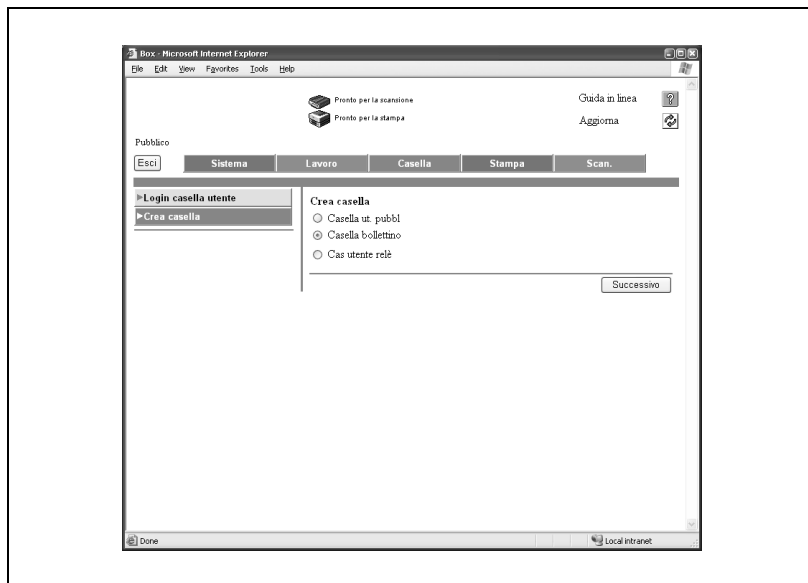 Box - Microsoft Internet Explorer
File Edit View Favorites Tools Help
Pronto per la scansione
Guida in linea ?
Pronto per la stampa
Aggiorna
Pubblico
Esci Sistema Lavoro Casella Stampa Scan.
Login casella utente
Crea casella
Crea casella
Casella ut. pubbl
Casella bollettino
Cas utente relè
Successivo
Done Local intranet